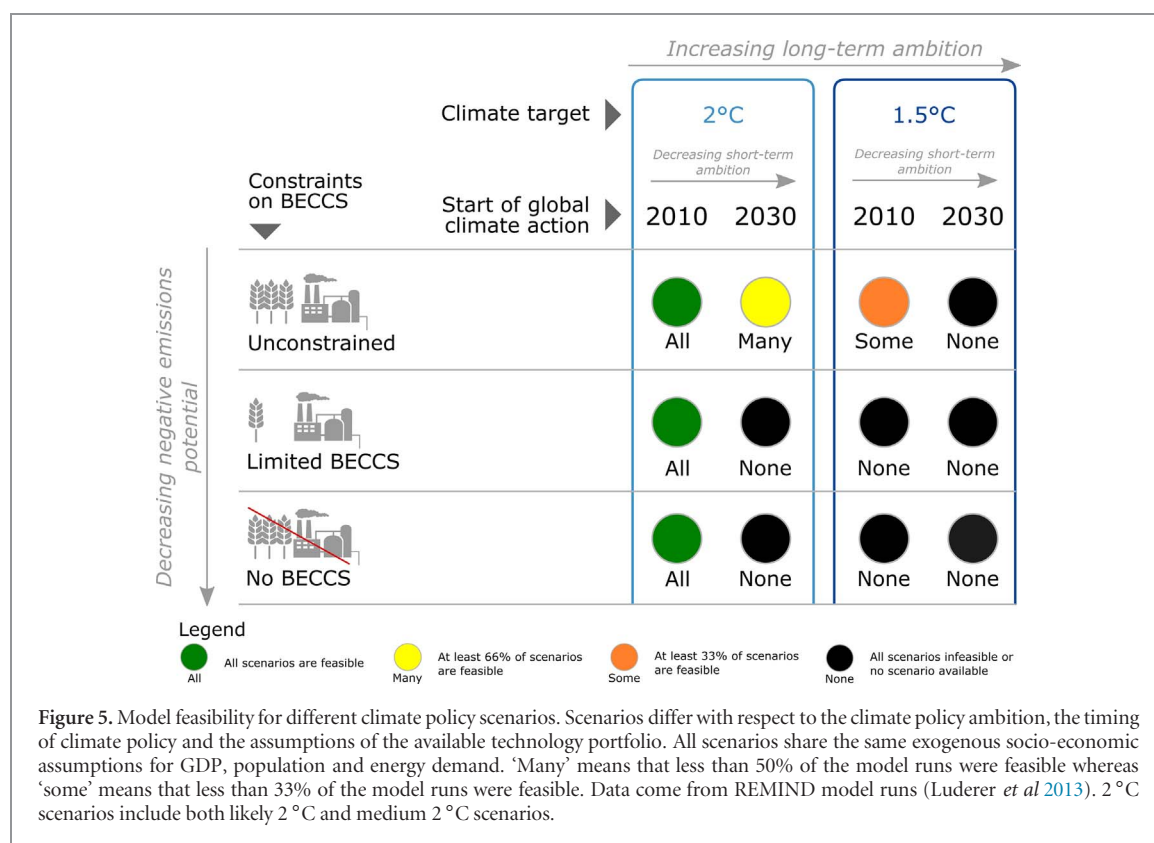 Increasing long-term ambition
Climate target
2°C
1.5°C
Decreasing short-term
ambition
Decreasing short-term
ambition
Constraints
on BECCS
Start of global
climate action
2010
2030
2010
2030
Decreasing negative emissions
potential
Unconstrained
All
Many
Some
None
Limited BECCS
All
None
None
None
No BECCS
All
None
None
None
Legend
All
All scenarios are feasible
Many
At least 66% of scenarios
are feasible
Some
At least 33% of scenarios
are feasible
None
All scenarios infeasible or
no scenario available
Figure 5. Model feasibility for different climate policy scenarios. Scenarios differ with respect to the climate policy ambition, the timing
of climate policy and the assumptions of the available technology portfolio. All scenarios share the same exogenous socio-economic
assumptions for GDP, population and energy demand. ‘Many’ means that less than 50% of the model runs were feasible whereas
‘some’ means that less than 33% of the model runs were feasible. Data come from REMIND model runs (Luderer et al 2013). 2 °C
scenarios include both likely 2 °C and medium 2 °C scenarios.